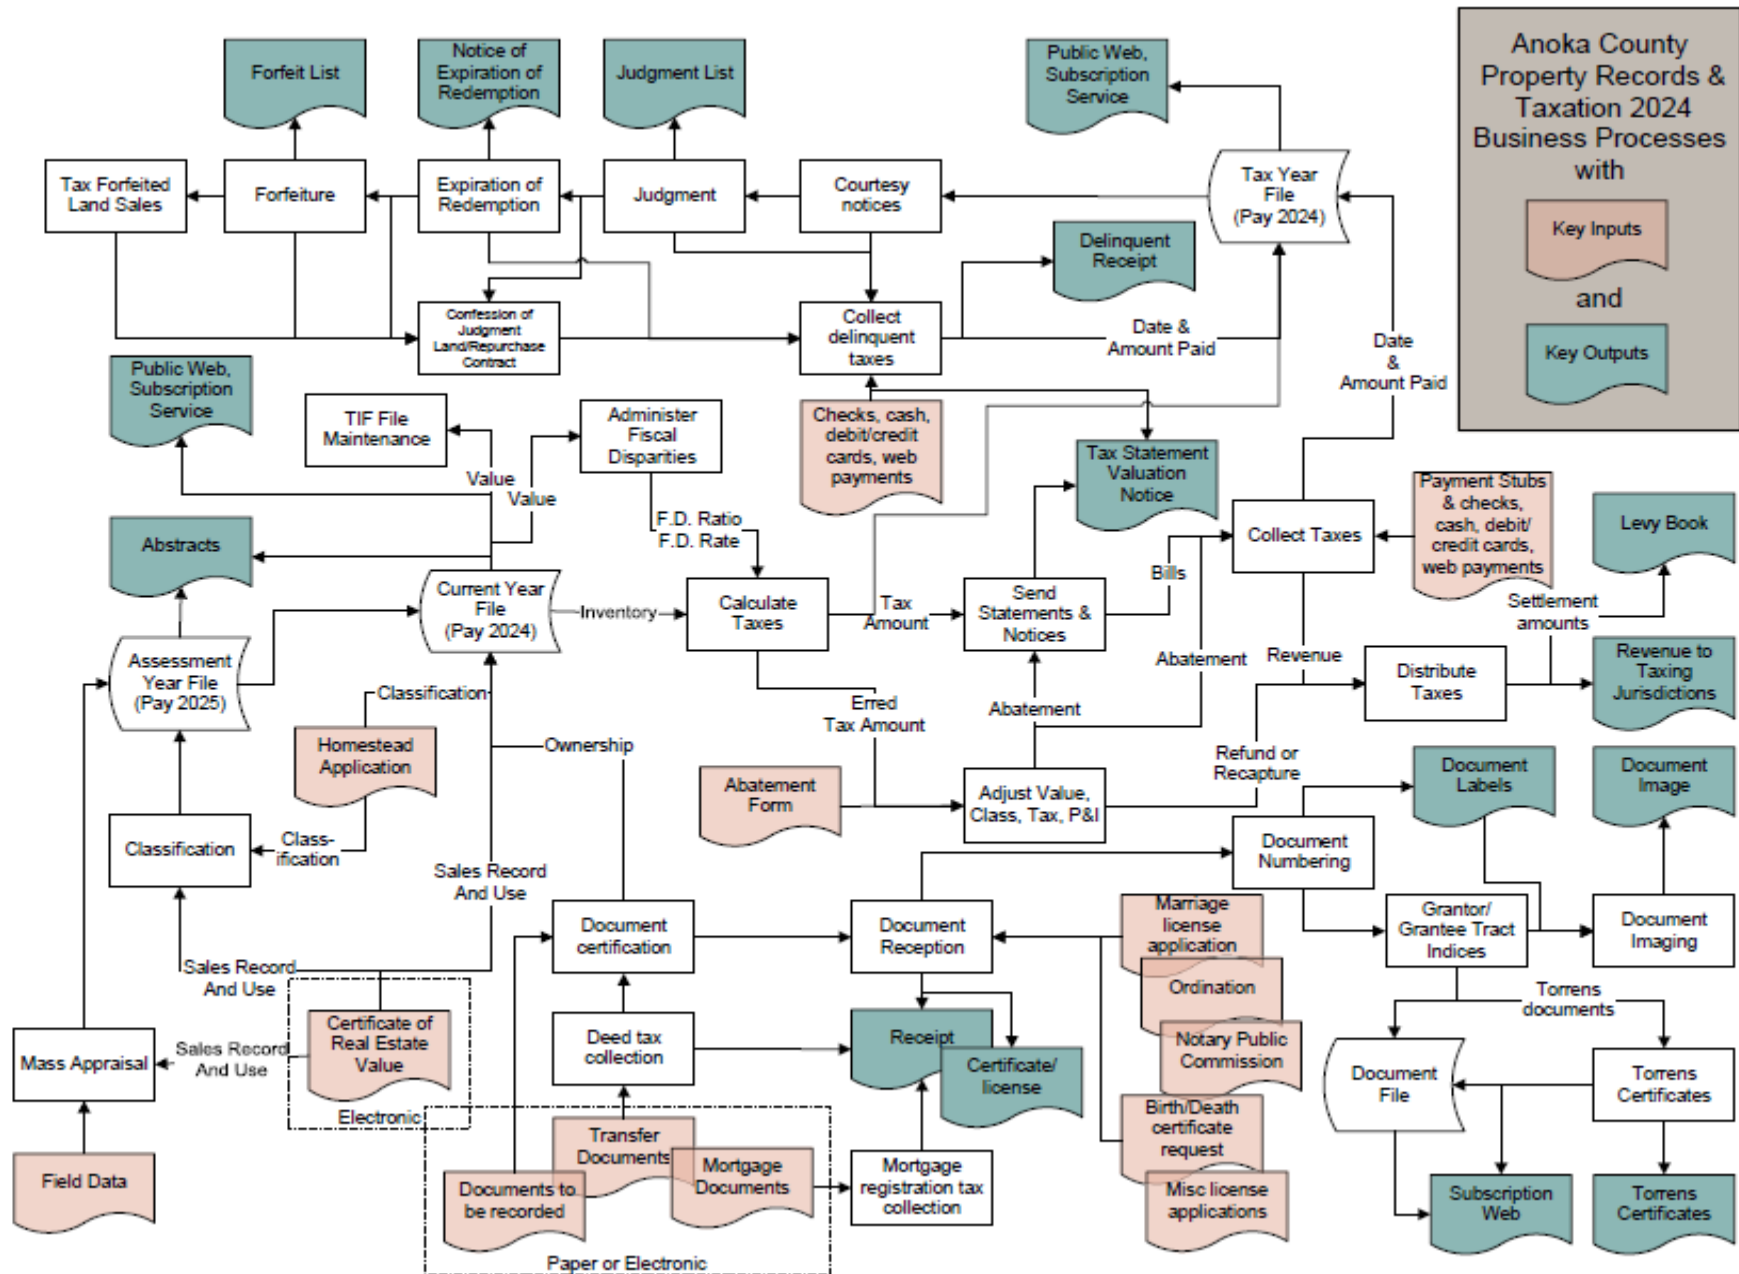 Anoka County
Property Records &
Taxation 2024
Business Processes
with
Key Inputs
and
Key Outputs
Forfeit List
Notice of
Expiration of
Redemption
Judgment List
Public Web,
Subscription
Service
Tax Forfeited
Land Sales
Forfeiture
Expiration of
Redemption
Judgment
Courtesy
notices
Tax Year
File
(Pay 2024)
Delinquent
Receipt
Confession of
Judgment
Land/Repurchase
Contract
Collect
delinquent
taxes
Date &
Amount Paid
Date
&
Amount Paid
Public Web,
Subscription
Service
TIF File
Maintenance
Administer
Fiscal
Disparities
Checks, cash,
debit/credit
cards, web
payments
Tax Statement
Valuation
Notice
Value
Value
Payment Stubs
& checks,
cash, debit/
credit cards,
web payments
Levy Book
Abstracts
F.D. Ratio
F.D. Rate
Collect Taxes
Bills
Current Year
File
(Pay 2024)
Inventory
Calculate
Taxes
Tax
Amount
Send
Statements &
Notices
Settlement
amounts
Assessment
Year File
(Pay 2025)
Classification
Abatement
Revenue
Distribute
Taxes
Revenue to
Taxing
Jurisdictions
Erred
Tax Amount
Abatement
Homestead
Application
Ownership
Refund or
Recapture
Abatement
Form
Adjust Value,
Class, Tax, P&I
Document
Labels
Document
Image
Classification
Class-
ification
Document
Numbering
Sales Record
And Use
Document
certification
Document
Reception
Marriage
license
application
Grantor/
Grantee Tract
Indices
Document
Imaging
Sales Record
And Use
Ordination
Torrens
documents
Certificate of
Real Estate
Value
Deed tax
collection
Receipt
Certificate/
license
Notary Public
Commission
Mass Appraisal
Sales Record
And Use
Document
File
Torrens
Certificates
Electronic
Transfer
Documents
Birth/Death
certificate
request
Field Data
Documents to
be recorded
Mortgage
Documents
Mortgage
registration tax
collection
Misc license
applications
Subscription
Web
Torrens
Certificates
Paper or Electronic